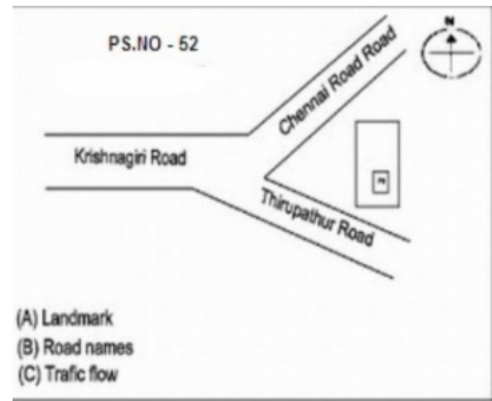 PS.NO - 52
N
Chennai Road Road
Krishnagiri Road
Thirupathur Road
(A) Landmark
(B) Road names
(C) Trafic flow